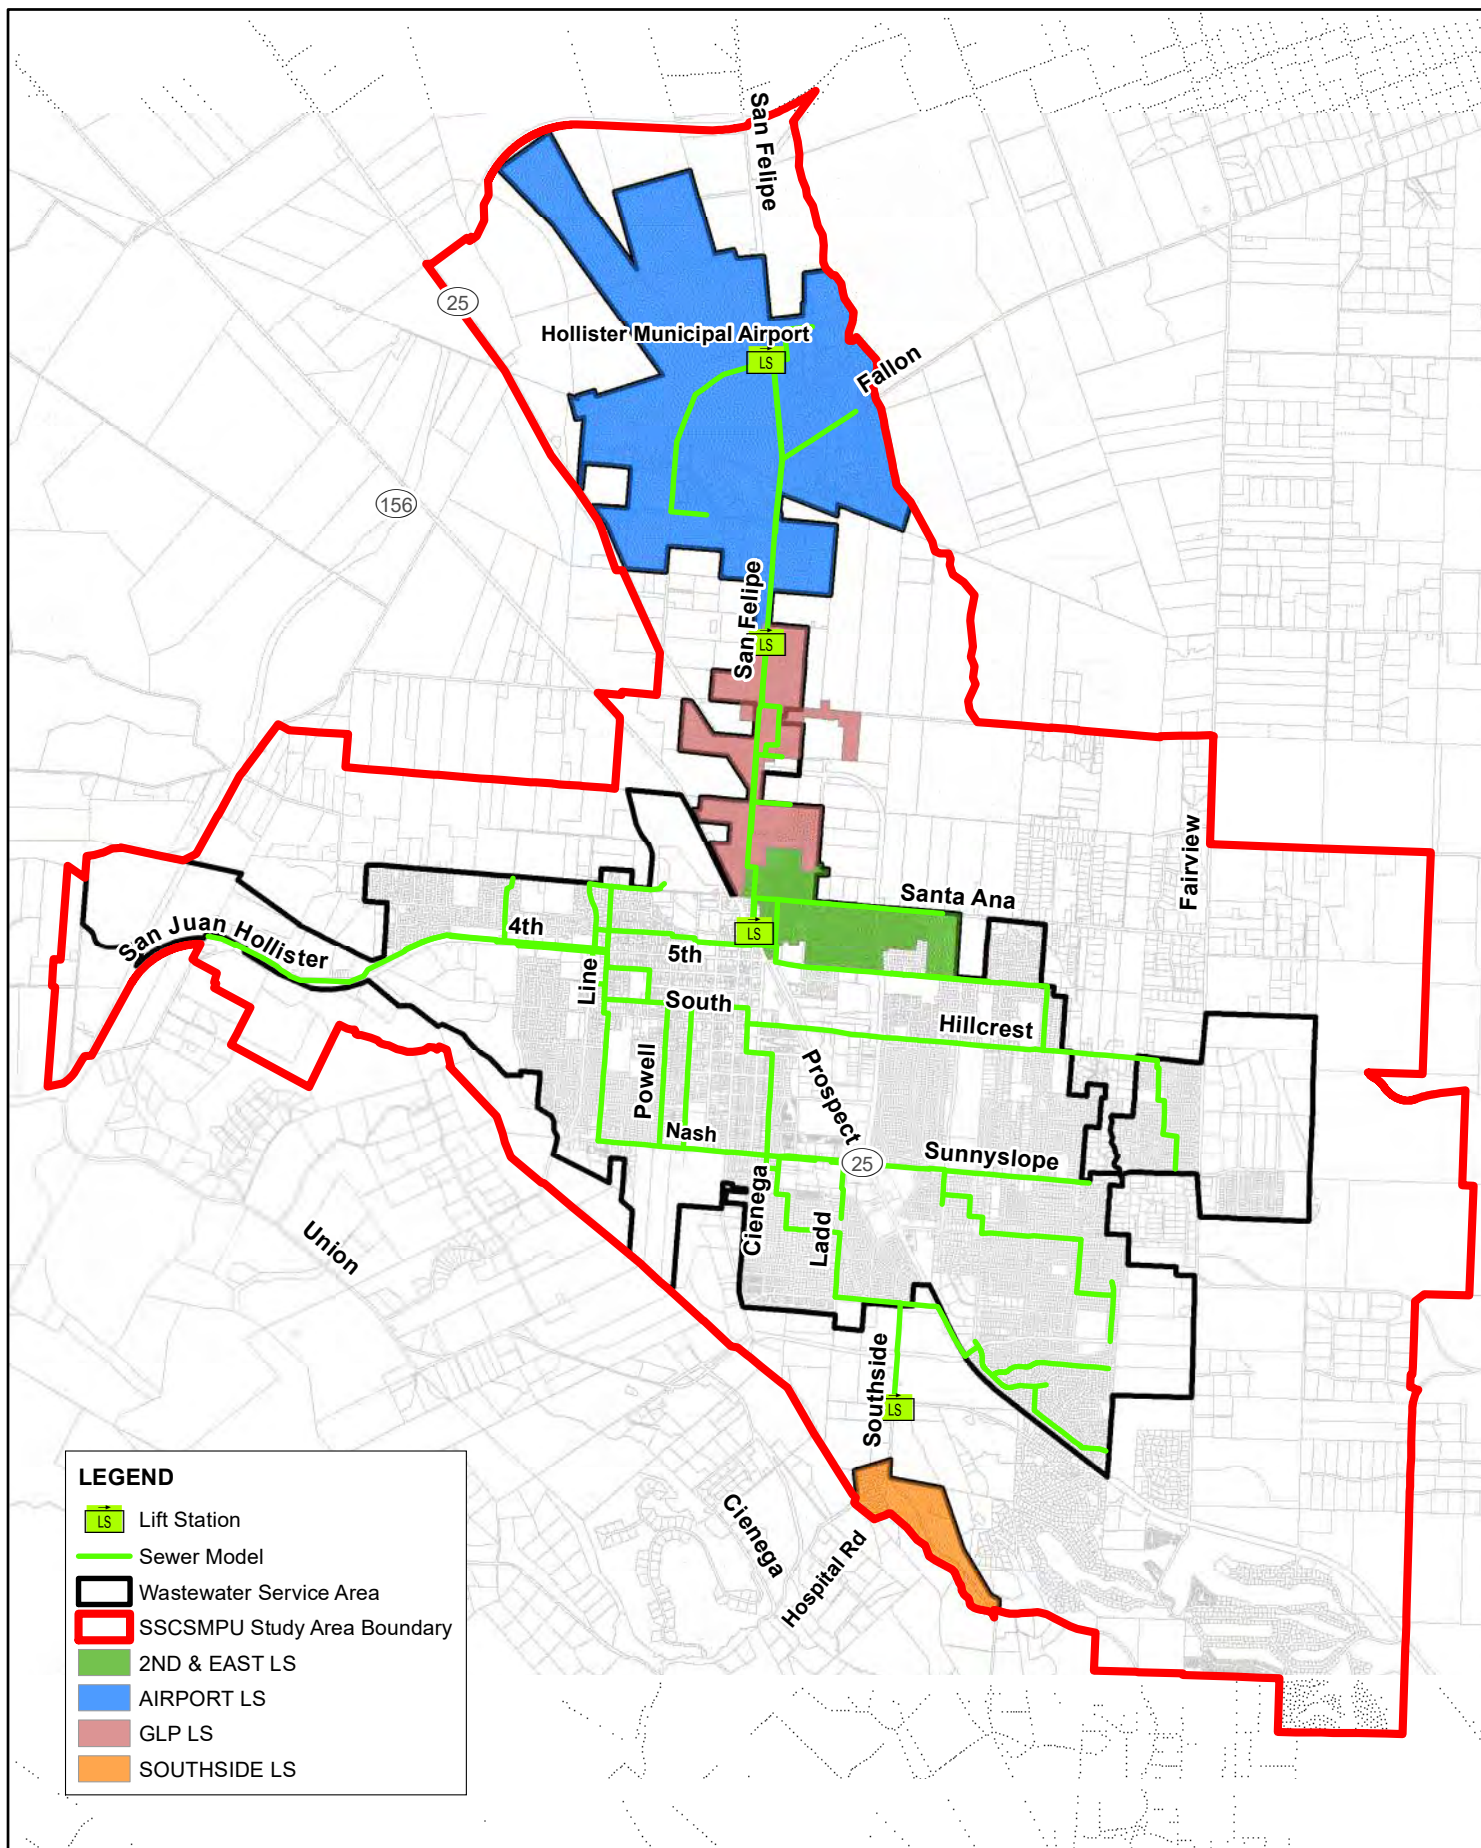 San Felipe
25
Hollister Municipal Airport
LS
Fallon
156
San Felipe
LS
Fairview
Santa Ana
4th
LS
San Juan Hollister
5th
Line
South
Hillcrest
Powell
Prospect
Nash
25
Sunnyslope
Cienega
Ladd
Union
Southside
LS
Cienega
Hospital Rd
LEGEND
LS Lift Station
Sewer Model
Wastewater Service Area
SSCSMPU Study Area Boundary
2ND & EAST LS
AIRPORT LS
GLP LS
SOUTHSIDE LS